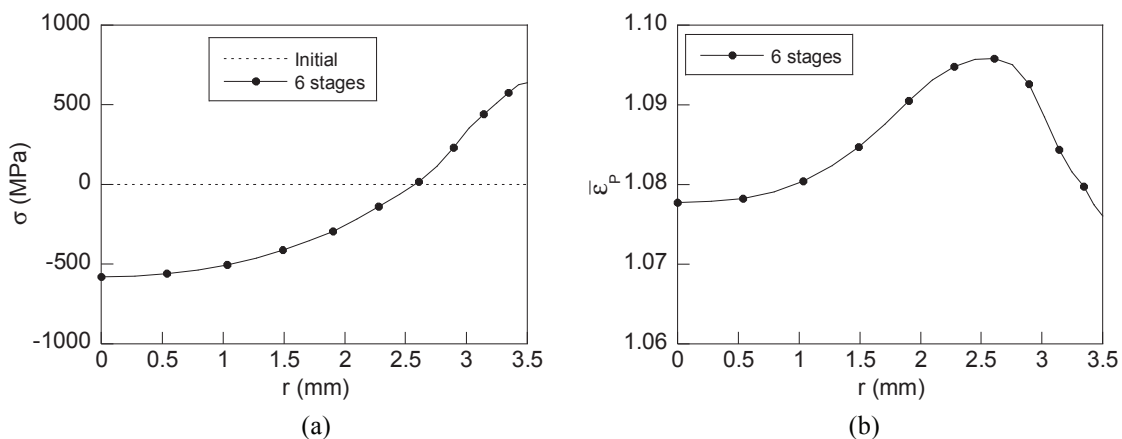 1000
500
0
-500
-1000
σ (MPa)
Initial
6 stages
0 0.5 1 1.5 2 2.5 3 3.5
r (mm)
(a)
1.10
1.09
1.08
1.07
1.06
ε̅P
6 stages
0 0.5 1 1.5 2 2.5 3 3.5
r (mm)
(b)